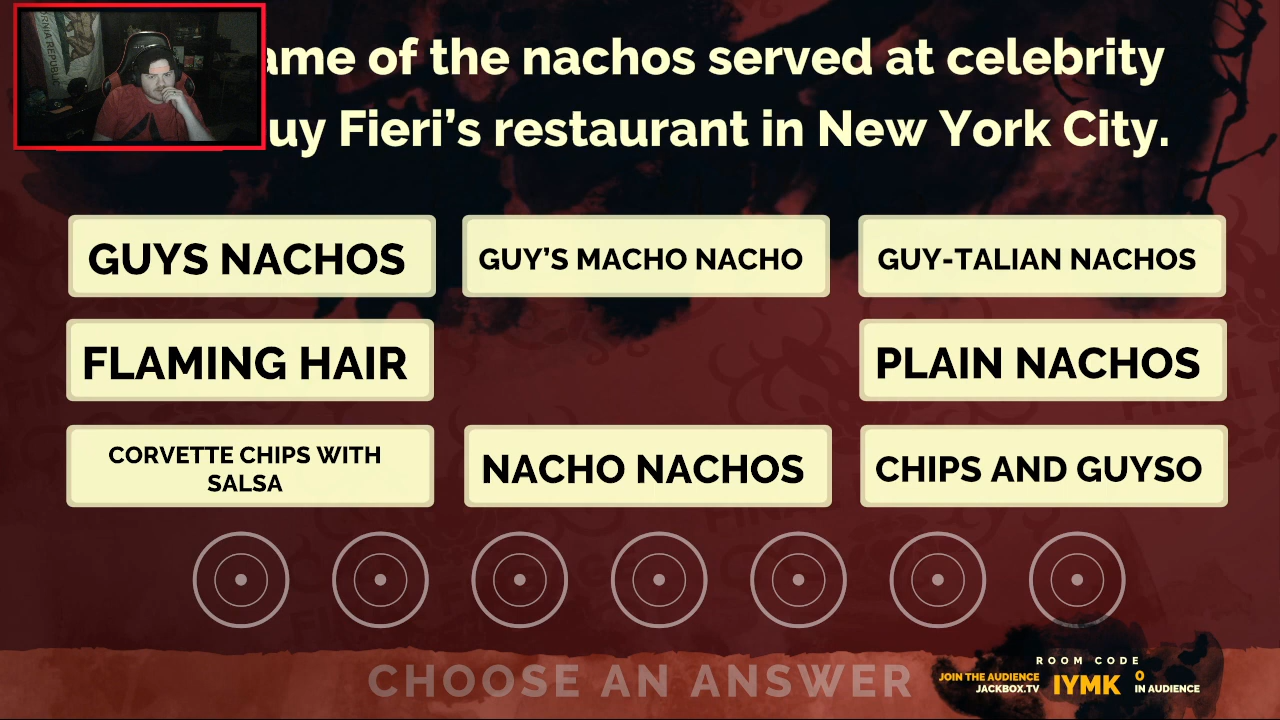 ame of the nachos served at celebrity
uy Fieri’s restaurant in New York City.
GUYS NACHOS
GUY’S MACHO NACHO
GUY-TALIAN NACHOS
FLAMING HAIR
PLAIN NACHOS
CORVETTE CHIPS WITH
SALSA
NACHO NACHOS
CHIPS AND GUYSO
CHOOSE AN ANSWER
ROOM CODE
JOIN THE AUDIENCE
JACKBOX.TV
IYMK
0
IN AUDIENCE